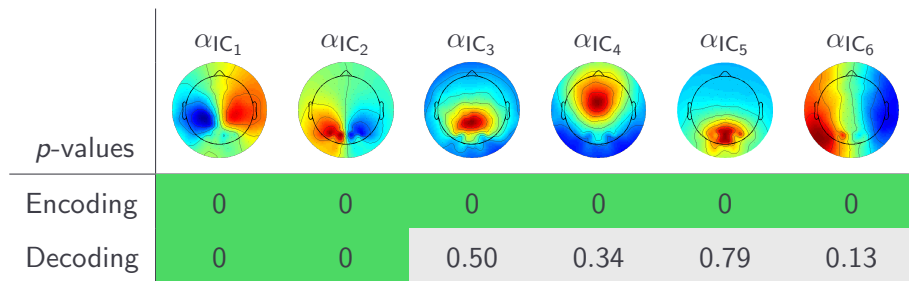 α_IC₁ α_IC₂ α_IC₃ α_IC₄ α_IC₅ α_IC₆
p-values
Encoding 0 0 0 0 0 0
Decoding 0 0 0.50 0.34 0.79 0.13